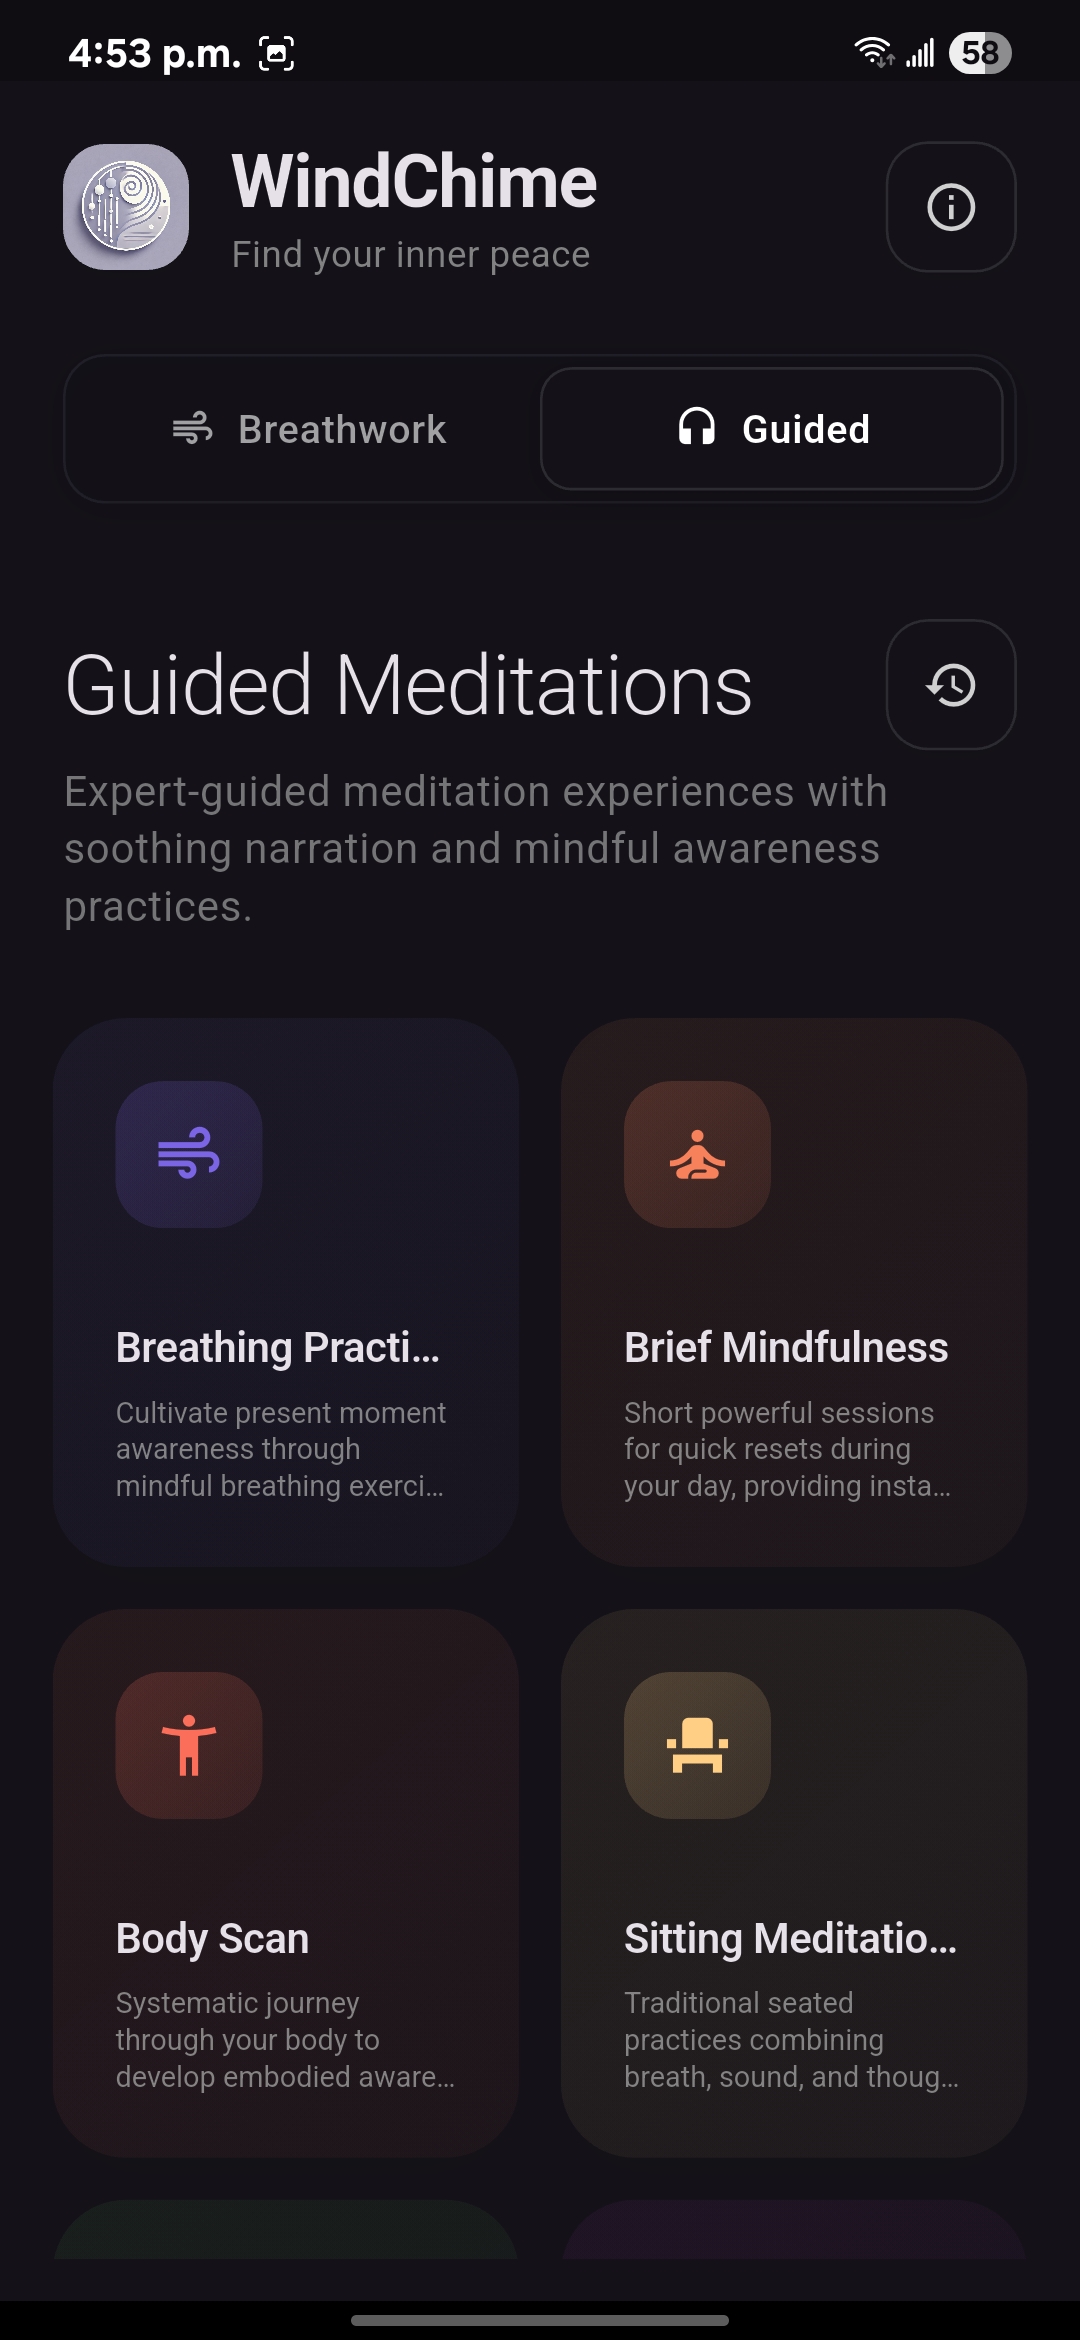 4:53 p.m.
58
WindChime
Find your inner peace
Breathwork
Guided
Guided Meditations
Expert-guided meditation experiences with
soothing narration and mindful awareness
practices.
Breathing Practi...
Cultivate present moment
awareness through
mindful breathing exerci...
Brief Mindfulness
Short powerful sessions
for quick resets during
your day, providing insta...
Body Scan
Systematic journey
through your body to
develop embodied aware...
Sitting Meditatio...
Traditional seated
practices combining
breath, sound, and thoug...